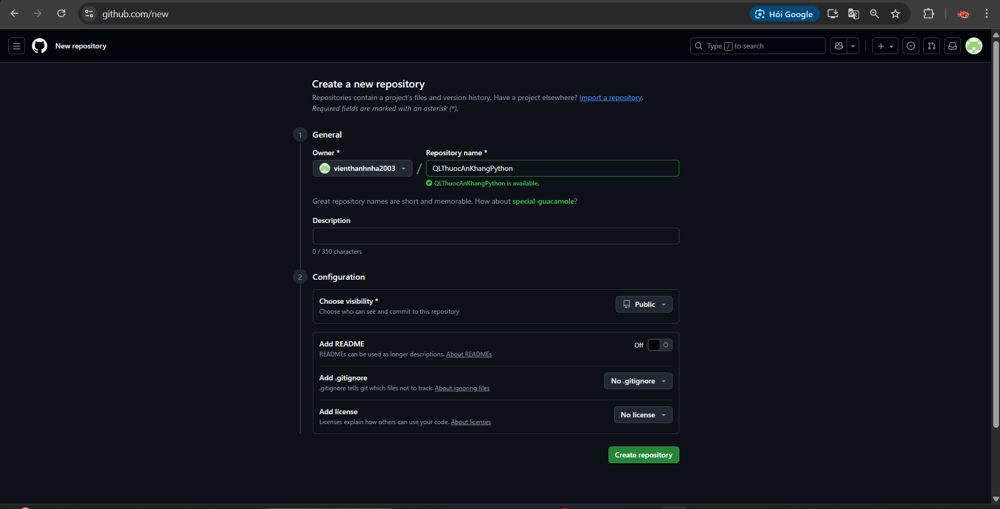 github.com/new
Hỏi Google
New repository
Type / to search
Create a new repository
Repositories contain a project's files and version history. Have a project elsewhere? Import a repository.
Required fields are marked with an asterisk (*).
1 General
Owner * Repository name *
vienthanhnha2003 / QLThuocAnKhangPython
QLThuocAnKhangPython is available.
Great repository names are short and memorable. How about special-guacamole?
Description
0 / 350 characters
2 Configuration
Choose visibility *
Public
Choose who can see and commit to this repository
Add README
Off
READMEs can be used as longer descriptions. About READMEs
Add .gitignore
No .gitignore
.gitignore tells git which files not to track. About ignoring files
Add license
No license
Licenses explain how others can use your code. About licenses
Create repository